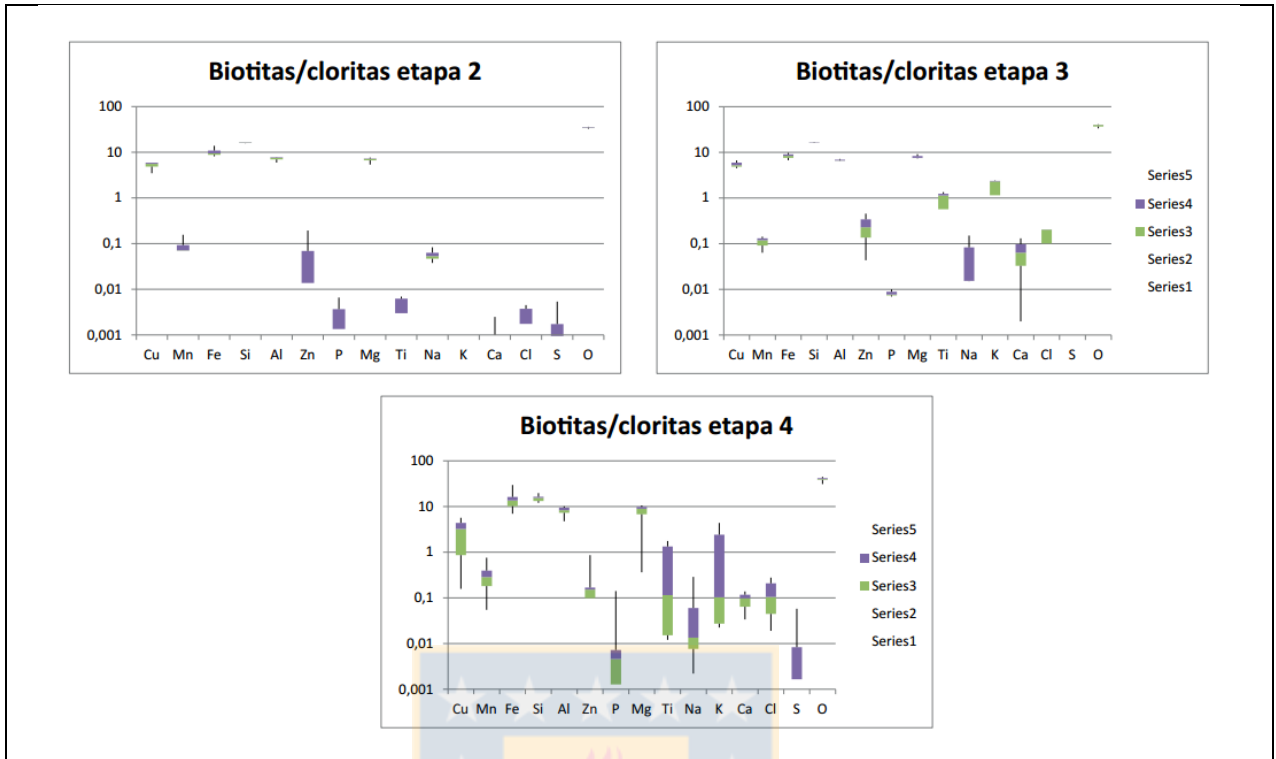 Biotitas/cloritas etapa 2
100
10
1
0,1
0,01
0,001
Cu Mn Fe Si Al Zn P Mg Ti Na K Ca Cl S O
Biotitas/cloritas etapa 3
100
10
1
0,1
0,01
0,001
Cu Mn Fe Si Al Zn P Mg Ti Na K Ca Cl S O
Series5
Series4
Series3
Series2
Series1
Biotitas/cloritas etapa 4
100
10
1
0,1
0,01
0,001
Cu Mn Fe Si Al Zn P Mg Ti Na K Ca Cl S O
Series5
Series4
Series3
Series2
Series1